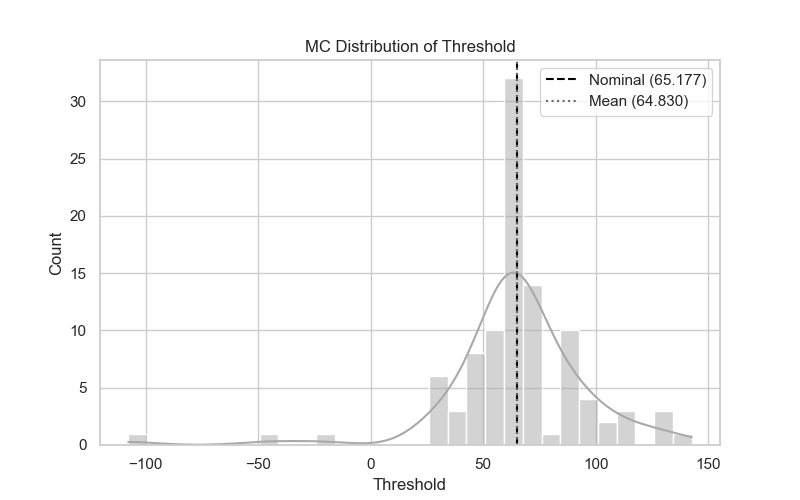 MC Distribution of Threshold
Nominal (65.177)
Mean (64.830)
30
25
20
15
10
5
0
Count
−100
−50
0
50
100
150
Threshold